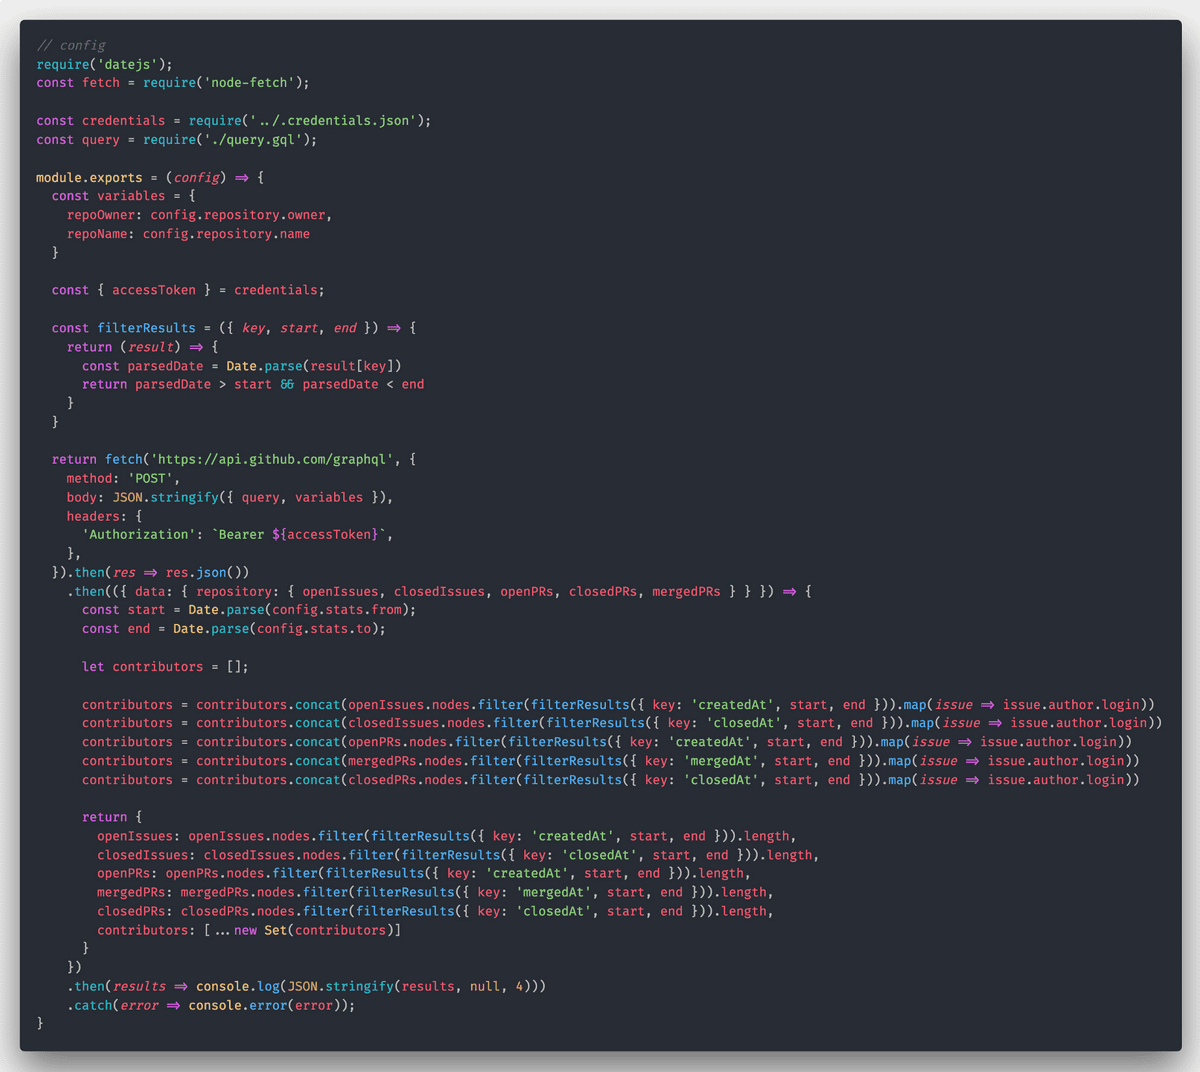 // config
require('datejs');
const fetch = require('node-fetch');

const credentials = require('../.credentials.json');
const query = require('./query.gql');

module.exports = (config) => {
  const variables = {
    repoOwner: config.repository.owner,
    repoName: config.repository.name
  }

  const { accessToken } = credentials;

  const filterResults = ({ key, start, end }) => {
    return (result) => {
      const parsedDate = Date.parse(result[key])
      return parsedDate > start && parsedDate < end
    }
  }

  return fetch('https://api.github.com/graphql', {
    method: 'POST',
    body: JSON.stringify({ query, variables }),
    headers: {
      'Authorization': `Bearer ${accessToken}`,
    },
  }).then(res => res.json())
    .then(({ data: { repository: { openIssues, closedIssues, openPRs, closedPRs, mergedPRs } } }) => {
      const start = Date.parse(config.stats.from);
      const end = Date.parse(config.stats.to);

      let contributors = [];

      contributors = contributors.concat(openIssues.nodes.filter(filterResults({ key: 'createdAt', start, end })).map(issue => issue.author.login))
      contributors = contributors.concat(closedIssues.nodes.filter(filterResults({ key: 'closedAt', start, end })).map(issue => issue.author.login))
      contributors = contributors.concat(openPRs.nodes.filter(filterResults({ key: 'createdAt', start, end })).map(issue => issue.author.login))
      contributors = contributors.concat(mergedPRs.nodes.filter(filterResults({ key: 'mergedAt', start, end })).map(issue => issue.author.login))
      contributors = contributors.concat(closedPRs.nodes.filter(filterResults({ key: 'closedAt', start, end })).map(issue => issue.author.login))

      return {
        openIssues: openIssues.nodes.filter(filterResults({ key: 'createdAt', start, end })).length,
        closedIssues: closedIssues.nodes.filter(filterResults({ key: 'closedAt', start, end })).length,
        openPRs: openPRs.nodes.filter(filterResults({ key: 'createdAt', start, end })).length,
        mergedPRs: mergedPRs.nodes.filter(filterResults({ key: 'mergedAt', start, end })).length,
        closedPRs: closedPRs.nodes.filter(filterResults({ key: 'closedAt', start, end })).length,
        contributors: [...new Set(contributors)]
      }
    })
    .then(results => console.log(JSON.stringify(results, null, 4)))
    .catch(error => console.error(error));
}